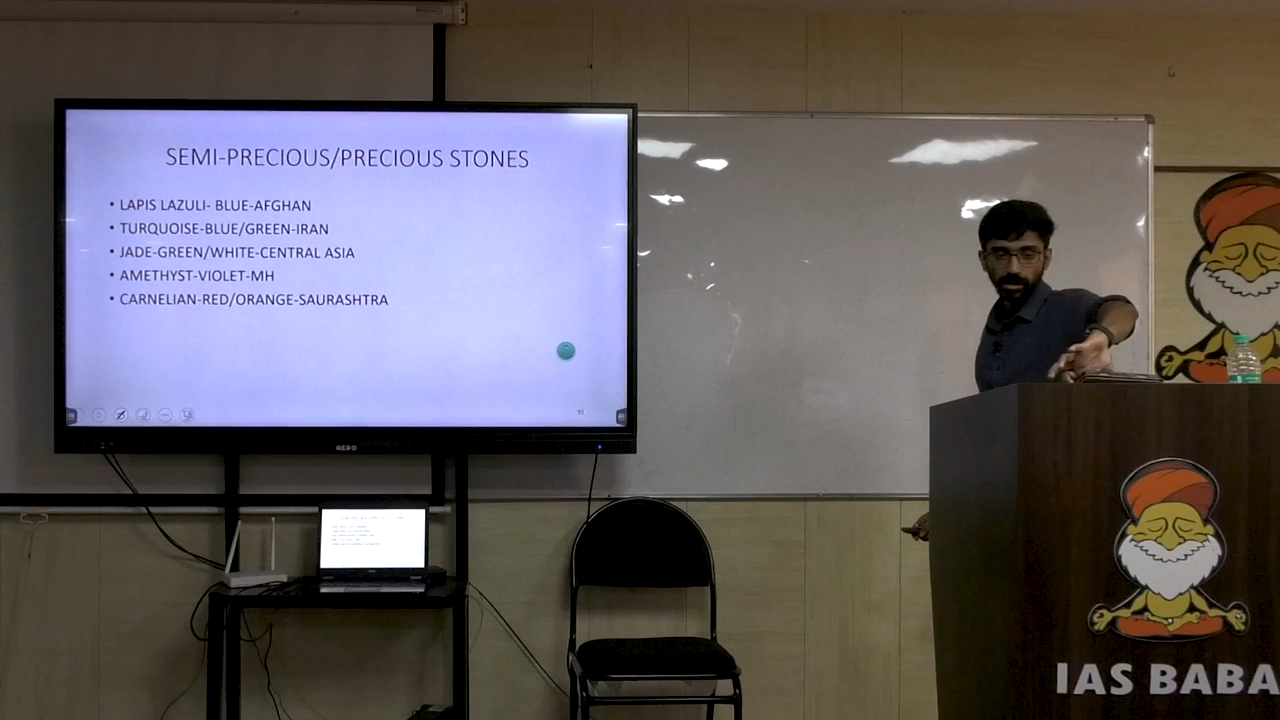 SEMI-PRECIOUS/PRECIOUS STONES
• LAPIS LAZULI- BLUE-AFGHAN
• TURQUOISE-BLUE/GREEN-IRAN
• JADE-GREEN/WHITE-CENTRAL ASIA
• AMETHYST-VIOLET-MH
• CARNELIAN-RED/ORANGE-SAURASHTRA
IAS BABA